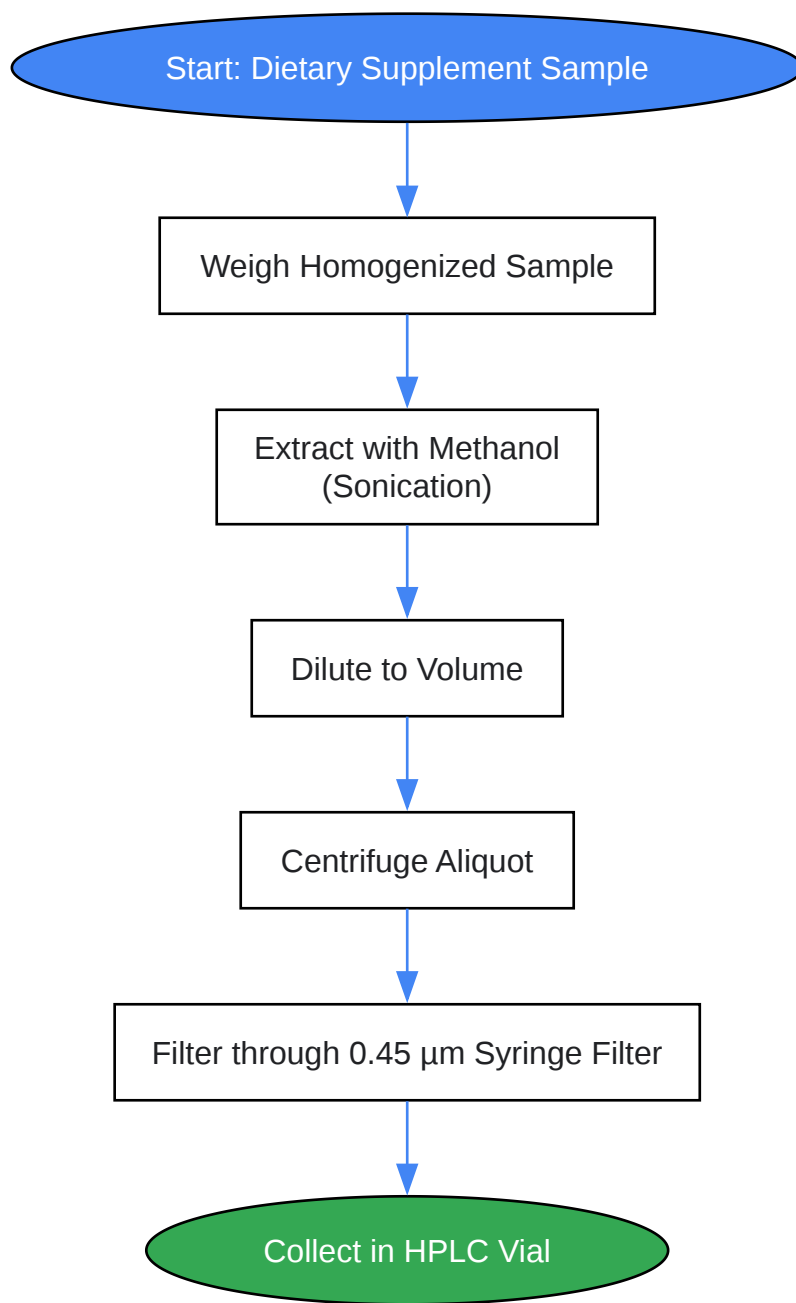 Start: Dietary Supplement Sample
Weigh Homogenized Sample
Extract with Methanol
(Sonication)
Dilute to Volume
Centrifuge Aliquot
Filter through 0.45 µm Syringe Filter
Collect in HPLC Vial